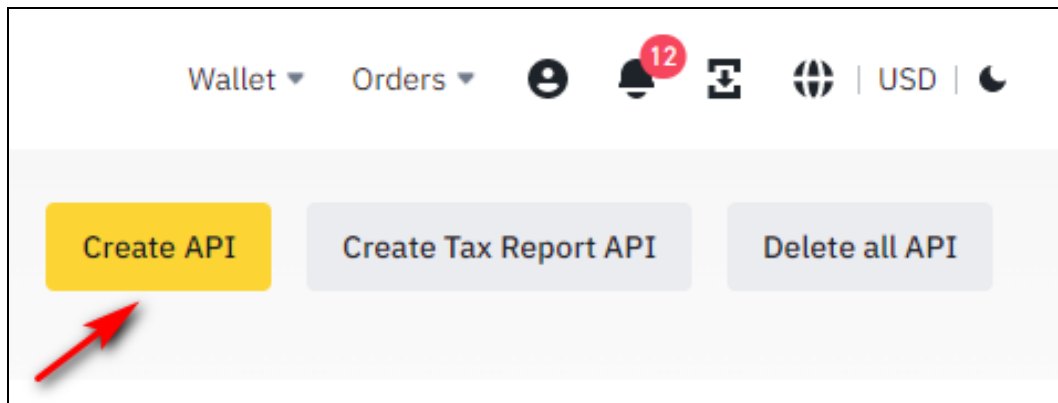 Wallet Orders 12 | USD |
Create API Create Tax Report API Delete all API